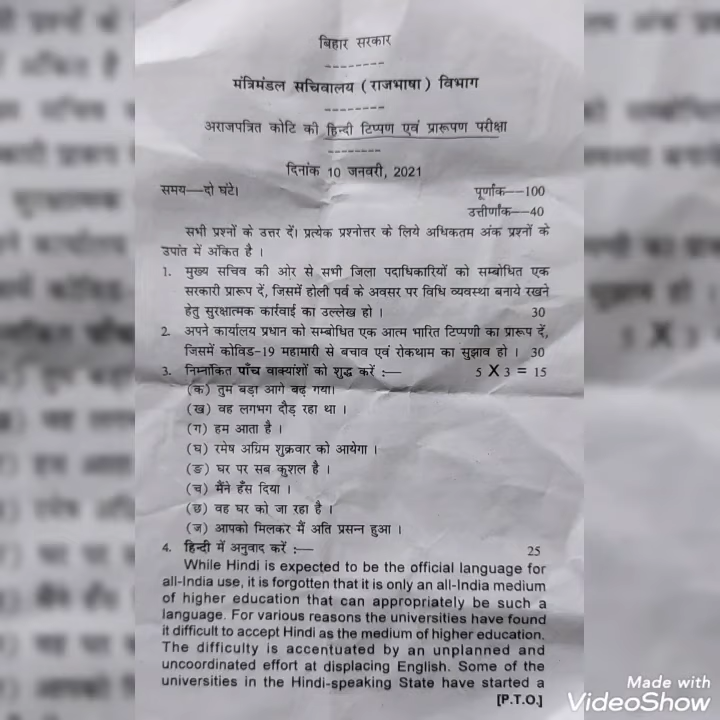 बिहार सरकार
मंत्रिमंडल सचिवालय (राजभाषा) विभाग
अराजपत्रित कोटि की हिन्दी टिप्पण एवं प्रारूपण परीक्षा
दिनांक 10 जनवरी, 2021
समय—दो घंटे। पूर्णांक—100
उत्तीर्णांक—40
सभी प्रश्नों के उत्तर दें। प्रत्येक प्रश्नोत्तर के लिये अधिकतम अंक प्रश्नों के
उपांत में अंकित है ।
1. मुख्य सचिव की ओर से सभी जिला पदाधिकारियों को सम्बोधित एक
सरकारी प्रारूप दें, जिसमें होली पर्व के अवसर पर विधि व्यवस्था बनाये रखने
हेतु सुरक्षात्मक कार्रवाई का उल्लेख हो । 30
2. अपने कार्यालय प्रधान को सम्बोधित एक आत्म भारित टिप्पणी का प्रारूप दें,
जिसमें कोविड-19 महामारी से बचाव एवं रोकथाम का सुझाव हो । 30
3. निम्नांकित पाँच वाक्यांशों को शुद्ध करें :— 5 X 3 = 15
(क) तुम बड़ा आगे बढ़ गया।
(ख) वह लगभग दौड़ रहा था ।
(ग) हम आता है ।
(घ) रमेष अग्रिम शुक्रवार को आयेगा ।
(ङ) घर पर सब कुशल है ।
(च) मैंने हँस दिया ।
(छ) वह घर को जा रहा है ।
(ज) आपको मिलकर मैं अति प्रसन्न हुआ ।
4. हिन्दी में अनुवाद करें :— 25
While Hindi is expected to be the official language for
all-India use, it is forgotten that it is only an all-India medium
of higher education that can appropriately be such a
language. For various reasons the universities have found
it difficult to accept Hindi as the medium of higher education.
The difficulty is accentuated by an unplanned and
uncoordinated effort at displacing English. Some of the
universities in the Hindi-speaking State have started a
[P.T.O.]
Made with
VideoShow